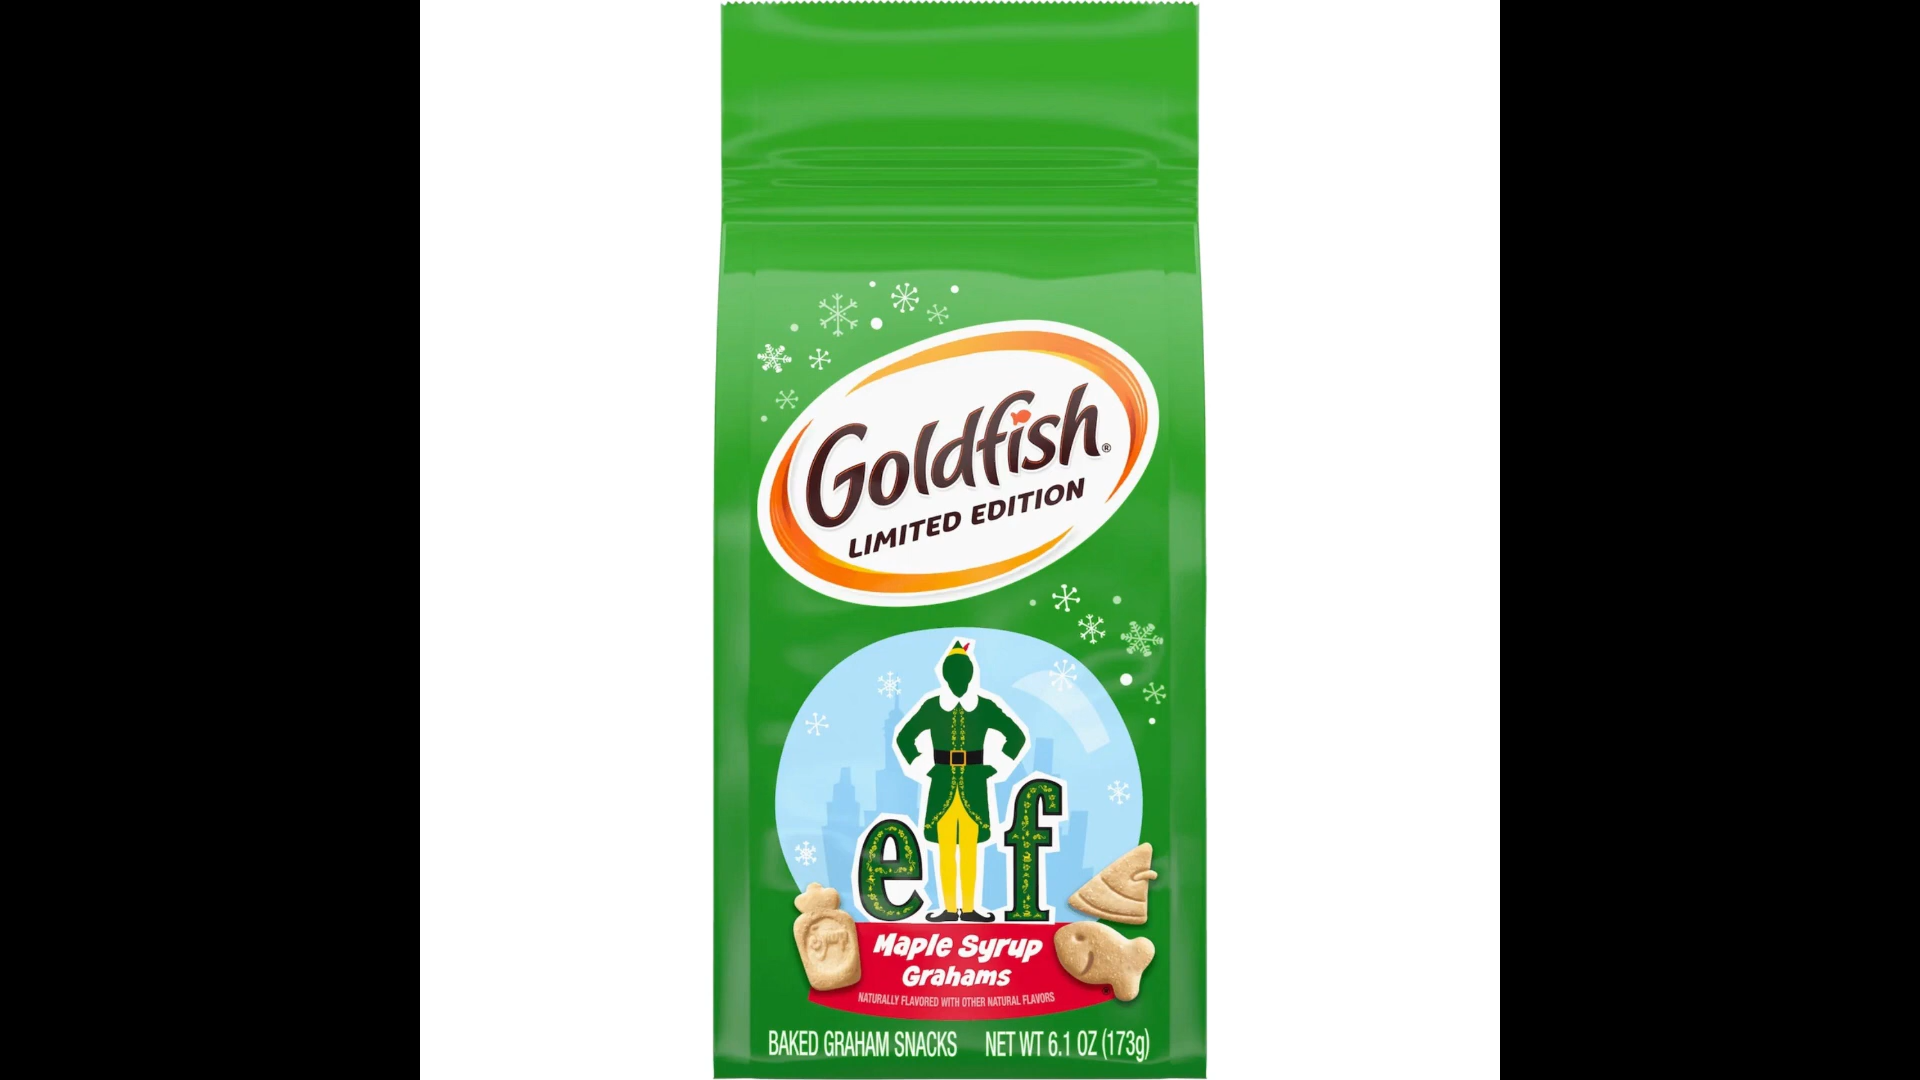 Goldfish®
LIMITED EDITION
elf
Maple Syrup
Grahams
NATURALLY FLAVORED WITH OTHER NATURAL FLAVORS
BAKED GRAHAM SNACKS NET WT 6.1 OZ (173g)